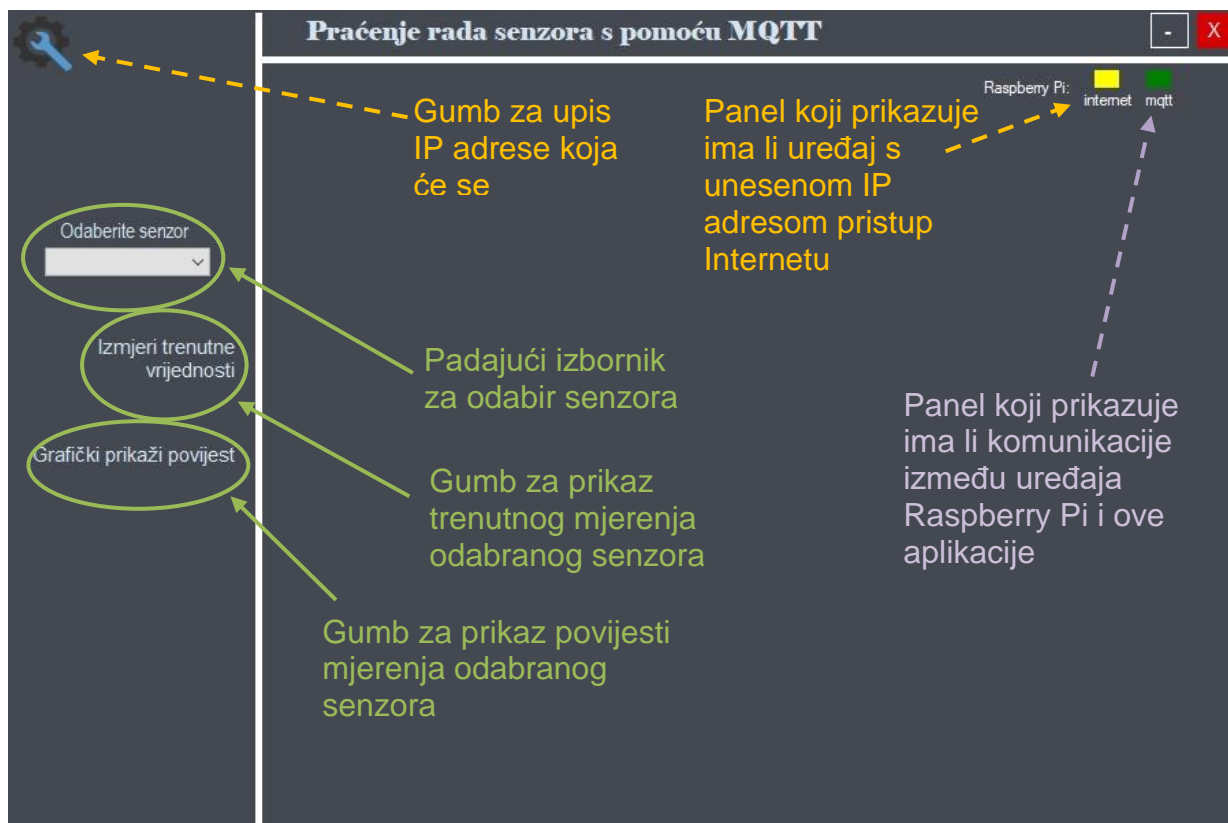 Praćenje rada senzora s pomoću MQTT
-
X
Raspberry Pi:
internet
mqtt
Gumb za upis
IP adrese koja
će se
Panel koji prikazuje
ima li uređaj s
unesenom IP
adresom pristup
Internetu
Odaberite senzor
Izmjeri trenutne
vrijednosti
Grafički prikaži povijest
Padajući izbornik
za odabir senzora
Gumb za prikaz
trenutnog mjerenja
odabranog senzora
Panel koji prikazuje
ima li komunikacije
između uređaja
Raspberry Pi i ove
aplikacije
Gumb za prikaz povijesti
mjerenja odabranog
senzora